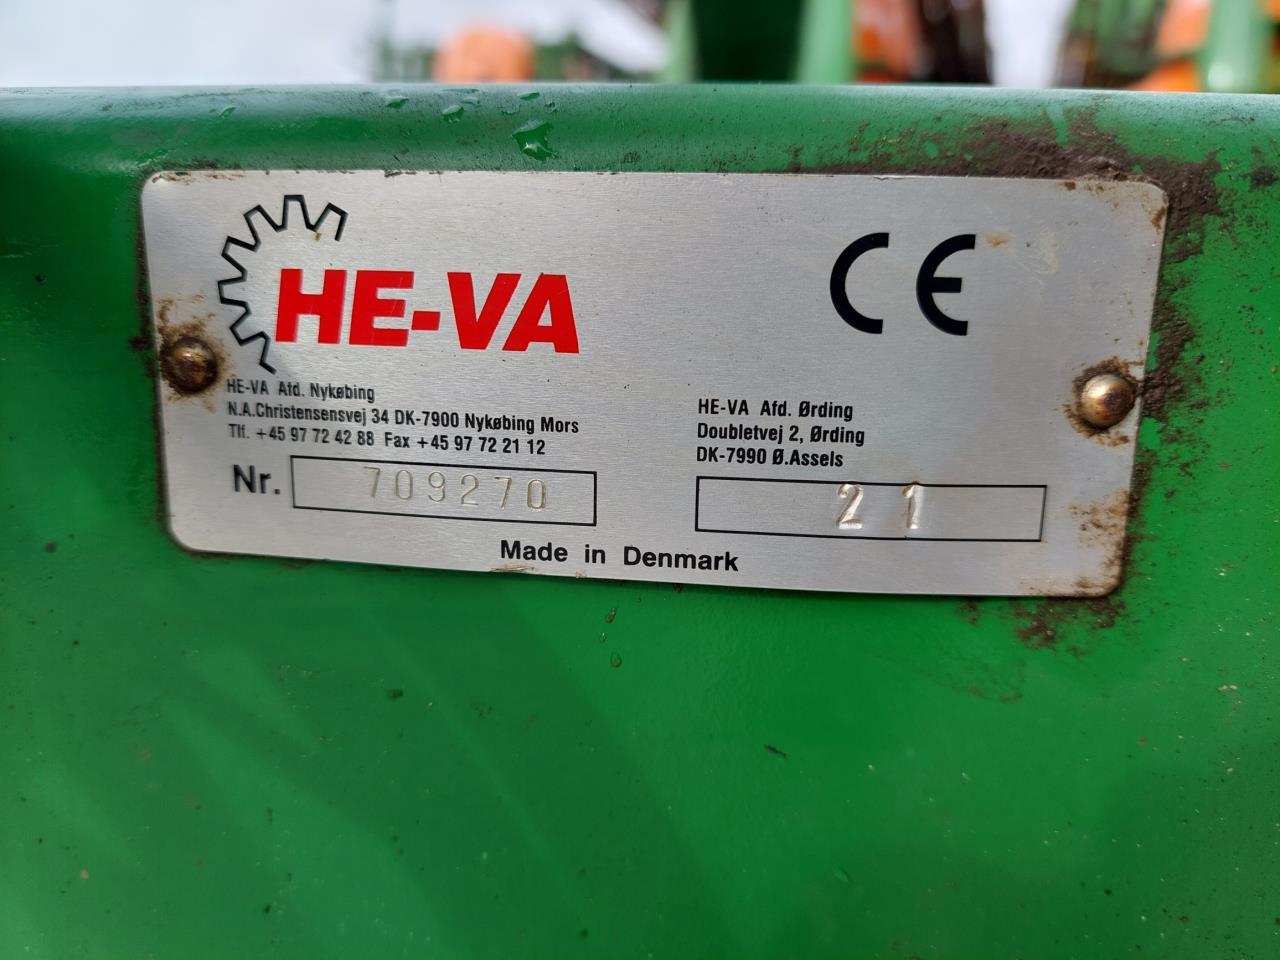 HE-VA
CE
HE-VA Afd. Nykøbing
N.A.Christensensvej 34 DK-7900 Nykøbing Mors
Tlf. +45 97 72 42 88 Fax +45 97 72 21 12
Nr. 709270
HE-VA Afd. Ørding
Doubletvej 2, Ørding
DK-7990 Ø.Assels
21
Made in Denmark